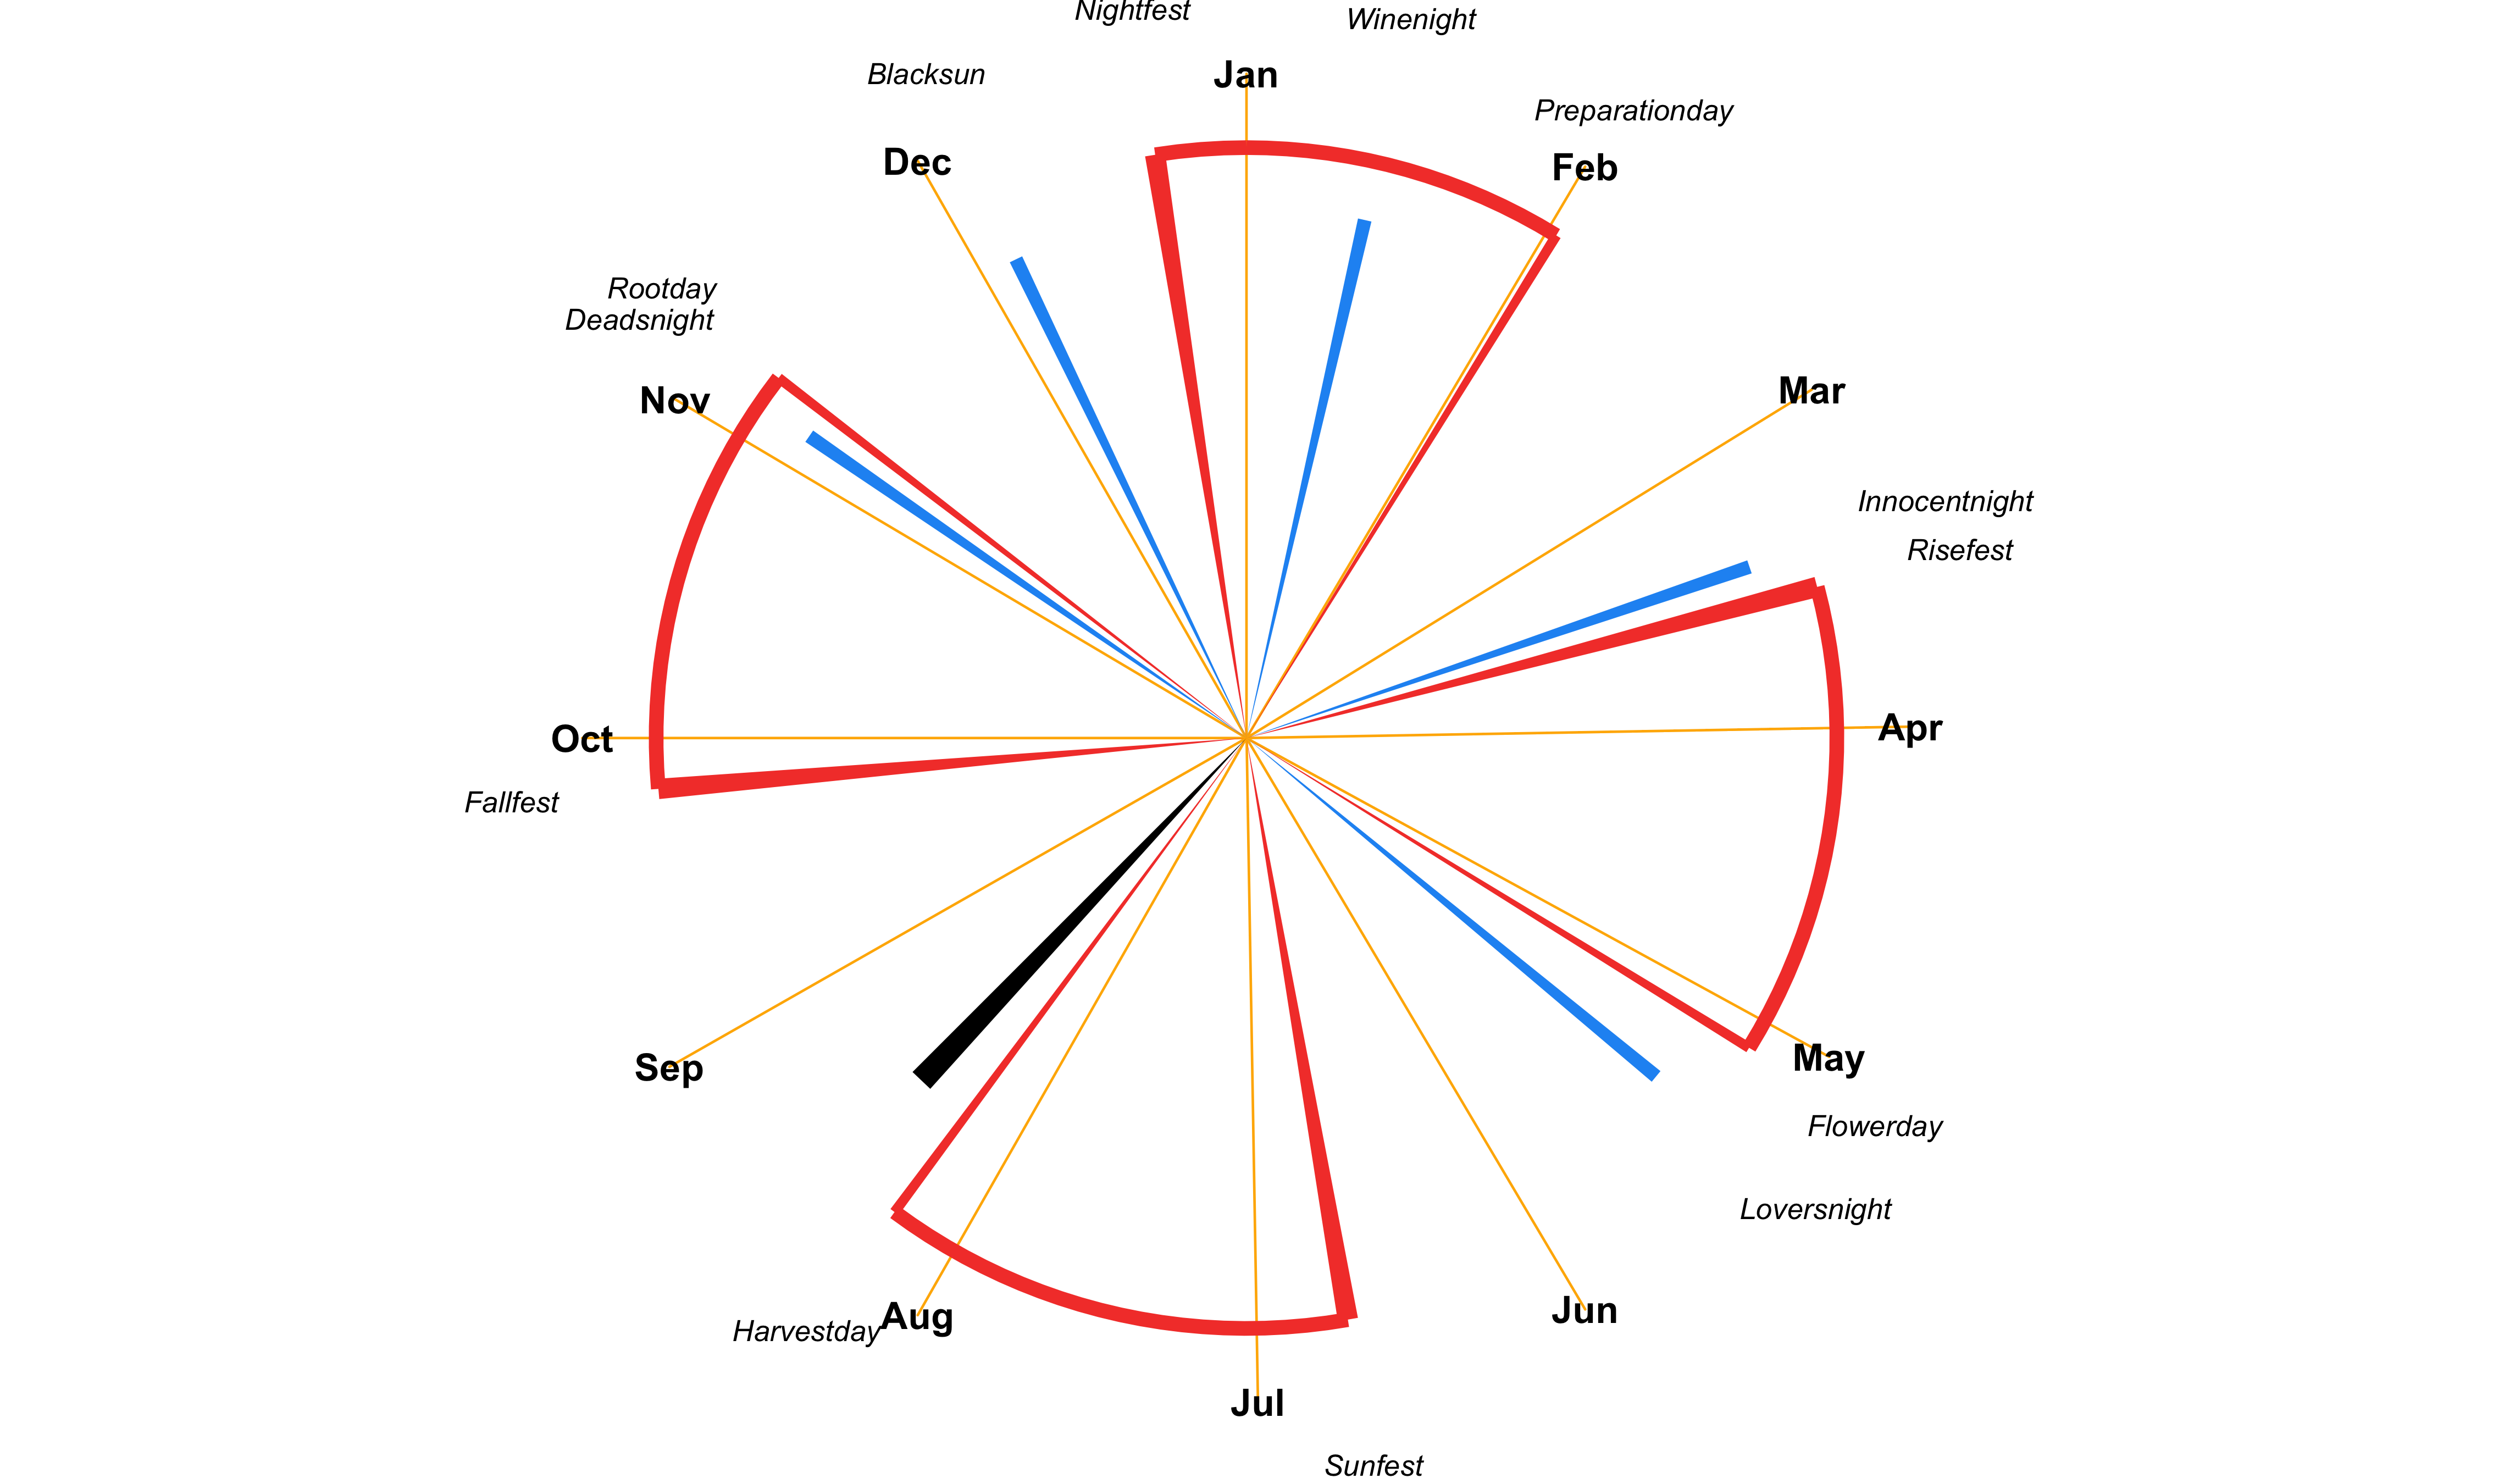 Nightfest
Winenight
Blacksun
Jan
Preparationday
Dec
Feb
Rootday
Deadsnight
Nov
Mar
Innocentnight
Risefest
Oct
Apr
Fallfest
Sep
May
Flowerday
Loversnight
Harvestday
Aug
Jun
Jul
Sunfest